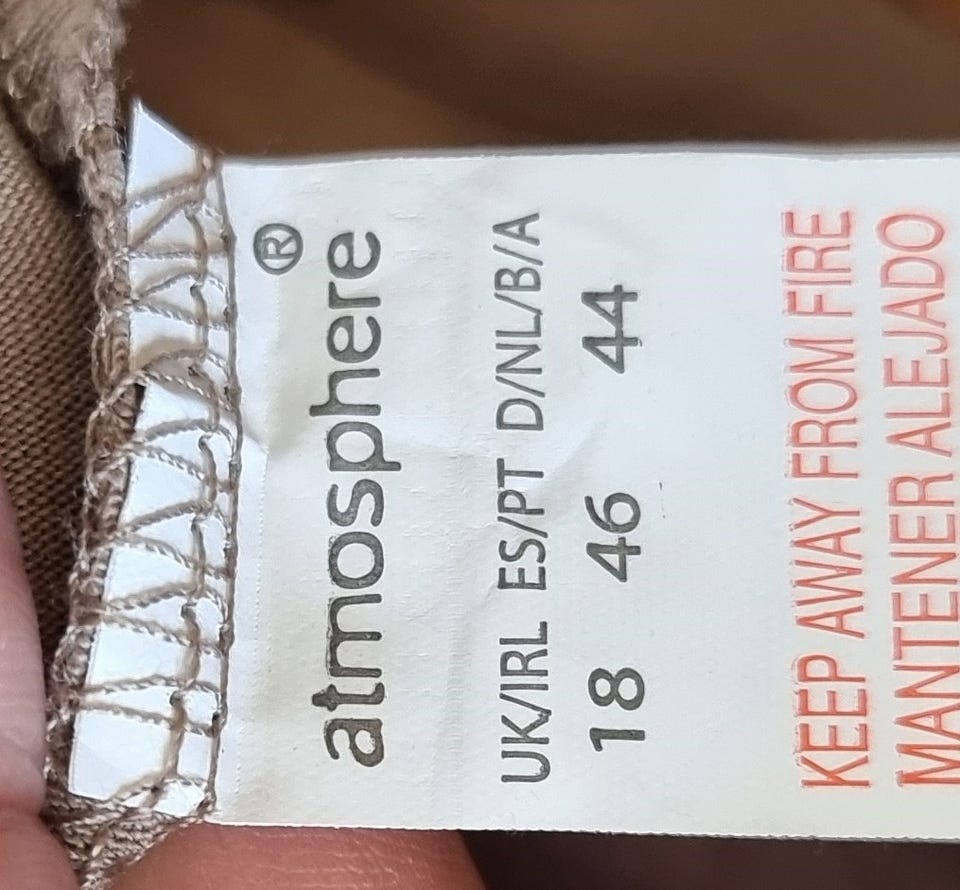 atmosphere®
UK/IRL ES/PT D/NL/B/A
18 46 44
KEEP AWAY FROM FIRE
MANTENER ALEJADO